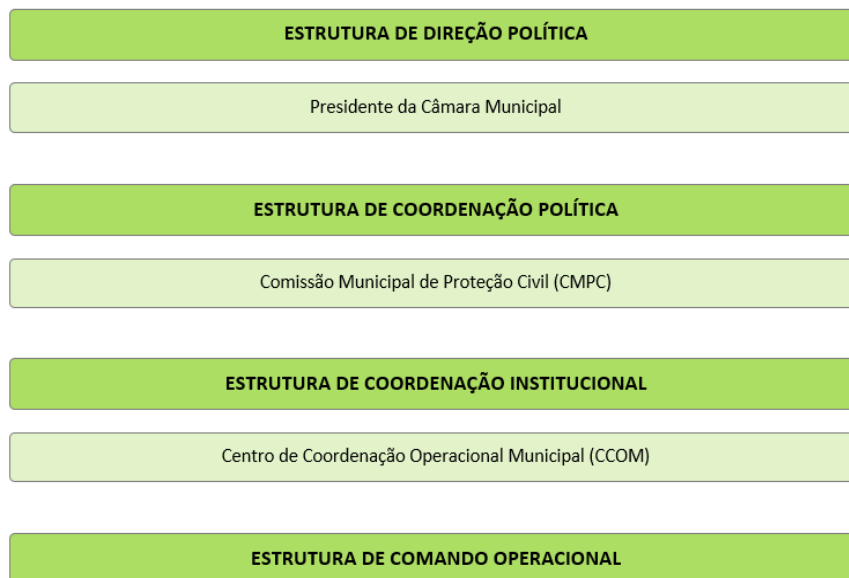 ESTRUTURA DE DIREÇÃO POLÍTICA
Presidente da Câmara Municipal
ESTRUTURA DE COORDENAÇÃO POLÍTICA
Comissão Municipal de Proteção Civil (CMPC)
ESTRUTURA DE COORDENAÇÃO INSTITUCIONAL
Centro de Coordenação Operacional Municipal (CCOM)
ESTRUTURA DE COMANDO OPERACIONAL